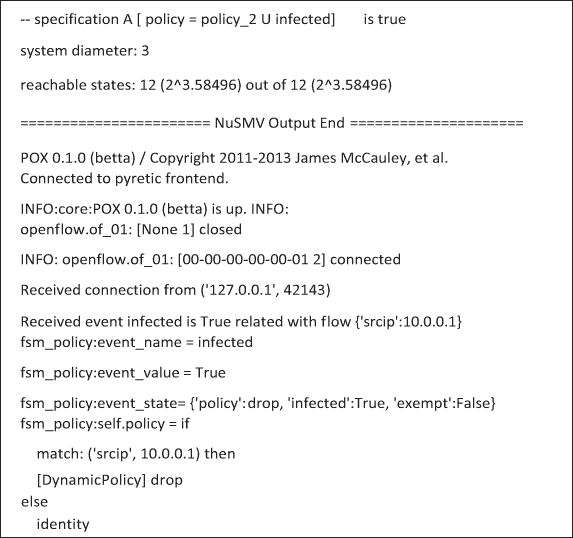 -- specification A [ policy = policy_2 U infected] is true
system diameter: 3
reachable states: 12 (2^3.58496) out of 12 (2^3.58496)
======================= NuSMV Output End =====================
POX 0.1.0 (betta) / Copyright 2011-2013 James McCauley, et al.
Connected to pyretic frontend.
INFO:core:POX 0.1.0 (betta) is up. INFO:
openflow.of_01: [None 1] closed
INFO: openflow.of_01: [00-00-00-00-00-01 2] connected
Received connection from ('127.0.0.1', 42143)
Received event infected is True related with flow {'srcip':10.0.0.1}
fsm_policy:event_name = infected
fsm_policy:event_value = True
fsm_policy:event_state= {'policy':drop, 'infected':True, 'exempt':False}
fsm_policy:self.policy = if
match: ('srcip', 10.0.0.1) then
[DynamicPolicy] drop
else
identity